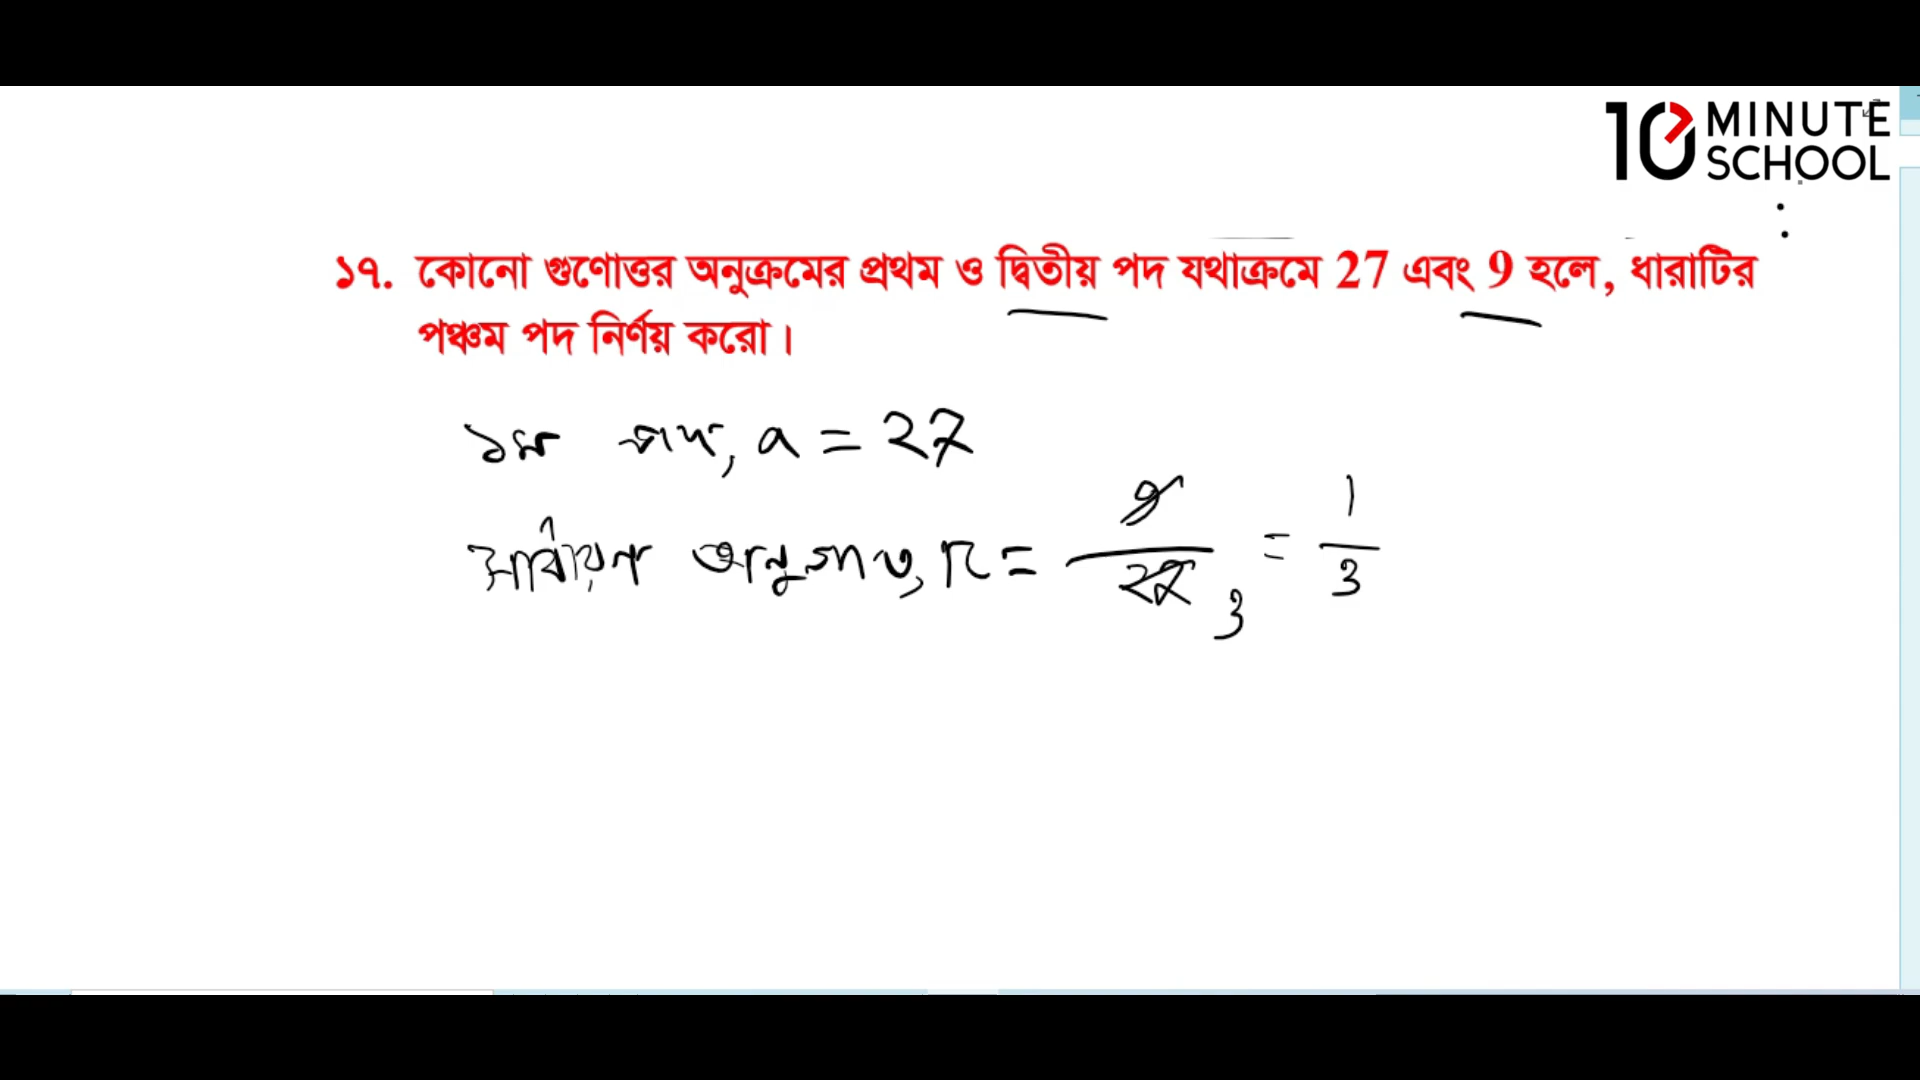 10 MINUTE
SCHOOL
১৭. কোনো গুণোত্তর অনুক্রমের প্রথম ও দ্বিতীয় পদ যথাক্রমে 27 এবং 9 হলে, ধারাটির
পঞ্চম পদ নির্ণয় করো।
১ম পদ, a = 27
সাধারণ অনুপাত, r = 9/27 3 = 1/3